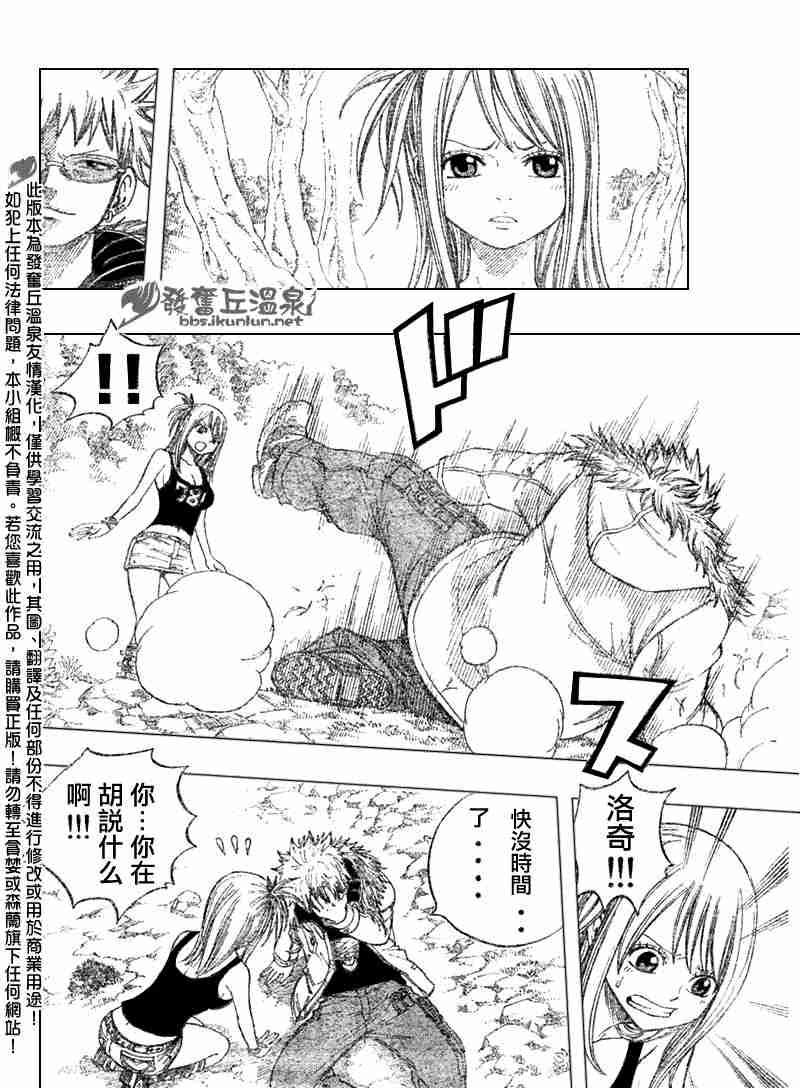 發奮丘溫泉
bbs.ikunlun.net
!!
ドドス
78
洛奇!!!
快沒時間..
了....
你...你在
胡說什么
啊!!!
此版本為發奮丘溫泉友情漢化，僅供學習交流之用，其圖、翻譯及任何部份不得進行修改或用於商業用途！
如犯上任何法律問題，本小組概不負責。若您喜歡此作品，請購買正版！請勿轉至貪婪或森蘭旗下任何網站！